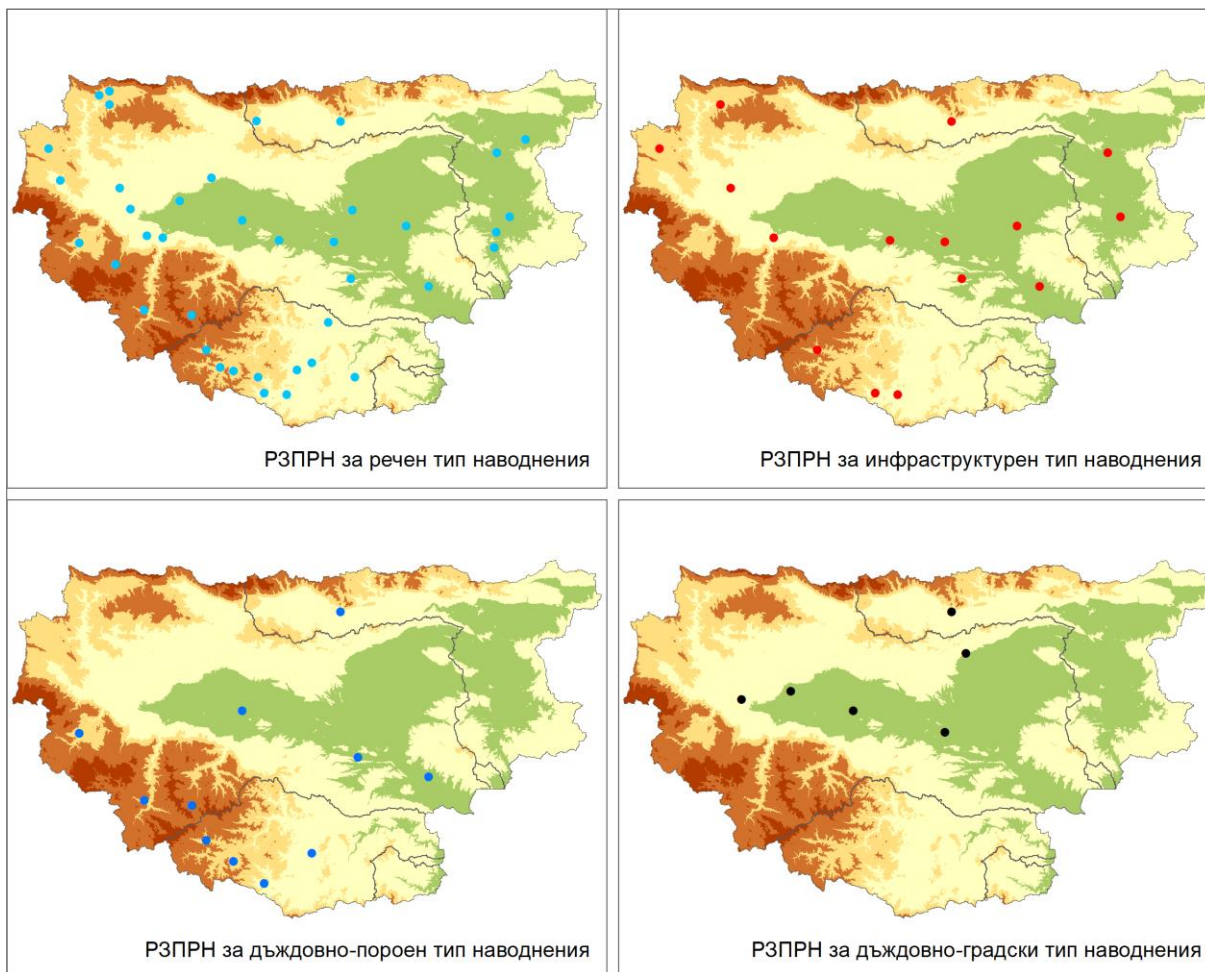 РЗПРН за речен тип наводнения
РЗПРН за инфраструктурен тип наводнения
РЗПРН за дъждовно-пороен тип наводнения
РЗПРН за дъждовно-градски тип наводнения